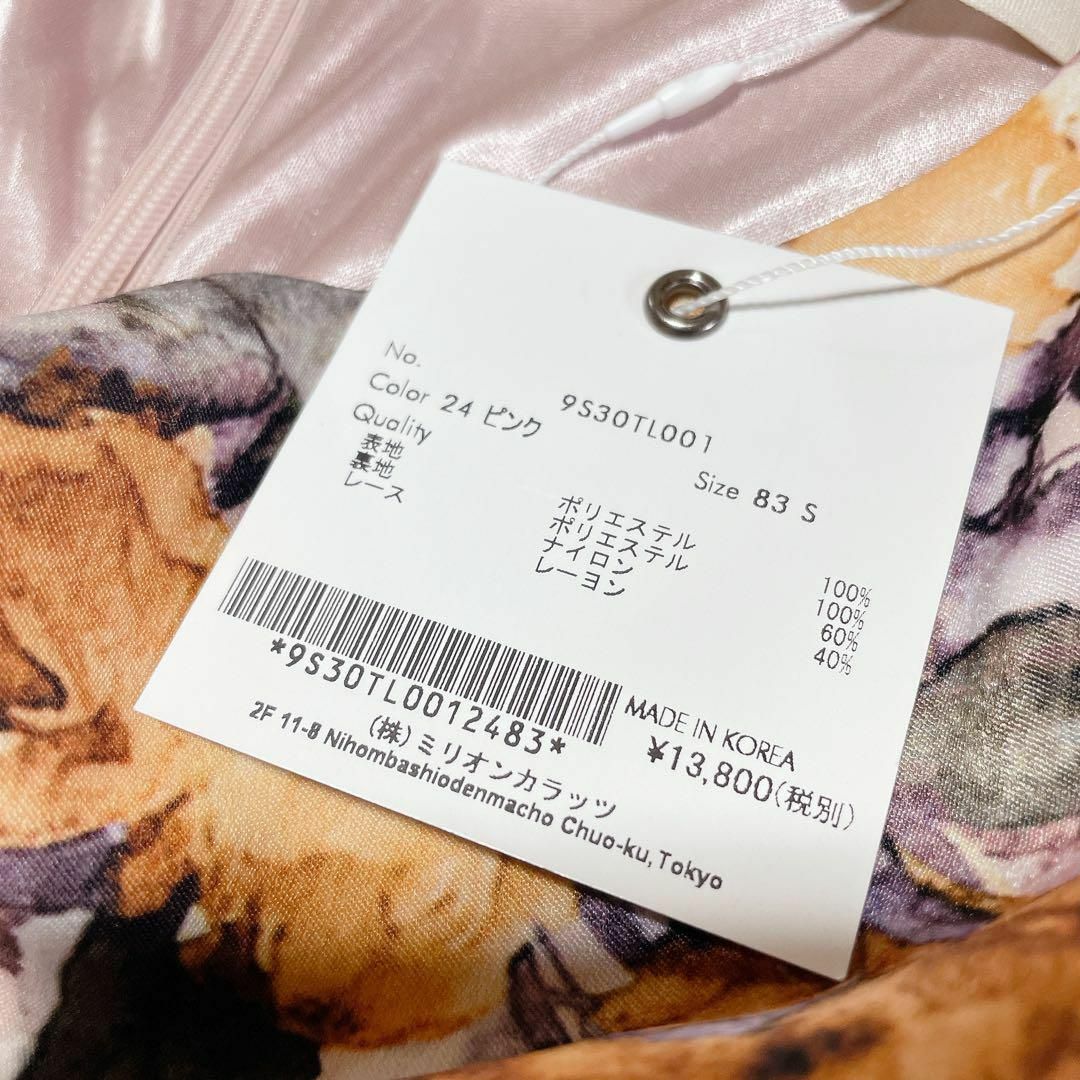 No. 9S30TL001
Color 24 ピンク Size 83 S
Quality
表地 ポリエステル 100%
裏地 ポリエステル 100%
レース ナイロン 60%
レーヨン 40%
*9S30TL0012483*
MADE IN KOREA
¥13,800(税別)
(株)ミリオンカラッツ
2F 11-8 Nihombashiodenmacho Chuo-ku,Tokyo